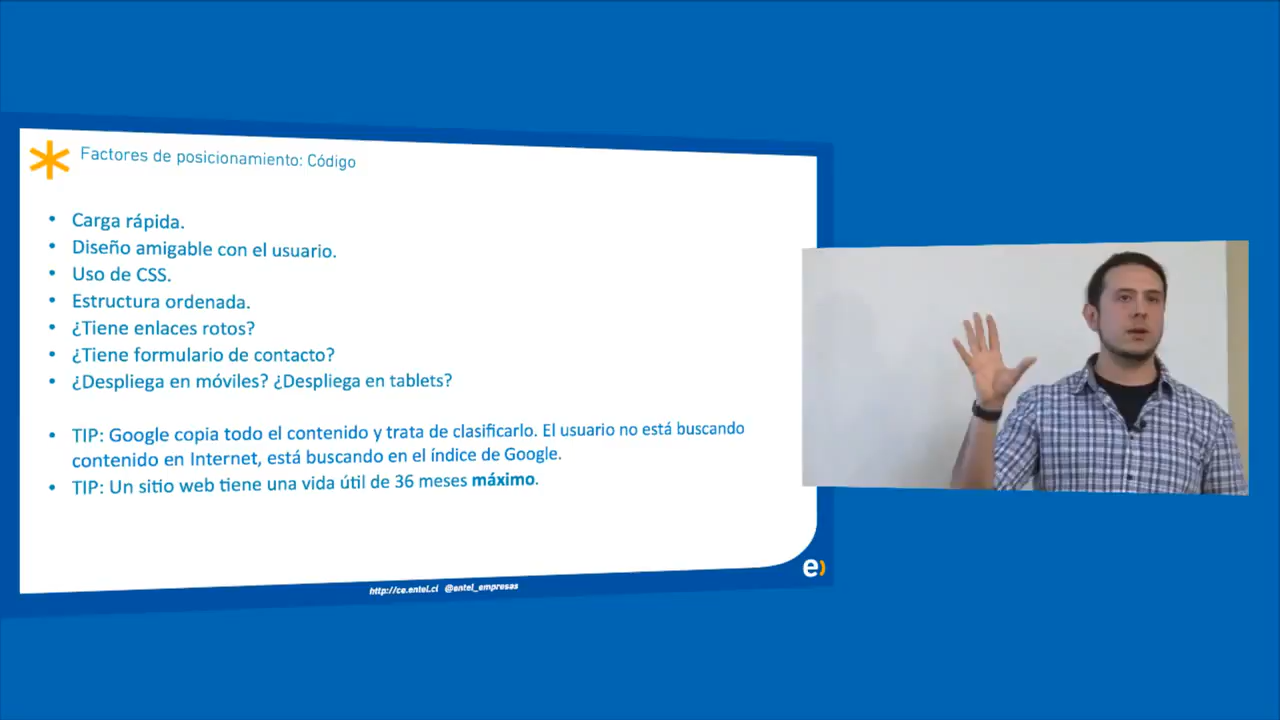 Factores de posicionamiento: Código
• Carga rápida.
• Diseño amigable con el usuario.
• Uso de CSS.
• Estructura ordenada.
• ¿Tiene enlaces rotos?
• ¿Tiene formulario de contacto?
• ¿Despliega en móviles? ¿Despliega en tablets?
• TIP: Google copia todo el contenido y trata de clasificarlo. El usuario no está buscando
contenido en Internet, está buscando en el índice de Google.
• TIP: Un sitio web tiene una vida útil de 36 meses máximo.
e)
http://ce.entel.cl @entel_empresas